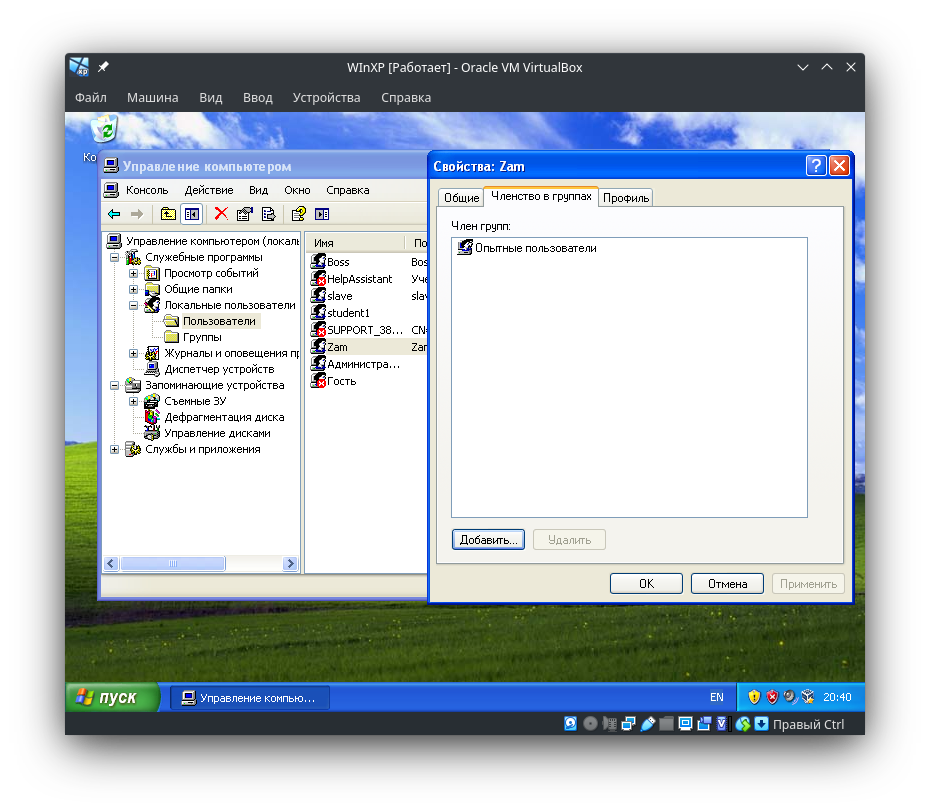 WInXP [Работает] - Oracle VM VirtualBox
Файл Машина Вид Ввод Устройства Справка
Ко
Управление компьютером
Консоль Действие Вид Окно Справка
Управление компьютером (локаль
Служебные программы
Просмотр событий
Общие папки
Локальные пользователи
Пользователи
Группы
Журналы и оповещения пр
Диспетчер устройств
Запоминающие устройства
Съемные ЗУ
Дефрагментация диска
Управление дисками
Службы и приложения
Имя По
Boss Bos
HelpAssistant Уче
slave slav
student1
SUPPORT_38... CN=
Zam Zam
Администра...
Гость
Свойства: Zam
Общие Членство в группах Профиль
Член групп:
Опытные пользователи
Добавить... Удалить
OK Отмена Применить
пуск Управление компью... EN 20:40
Правый Ctrl